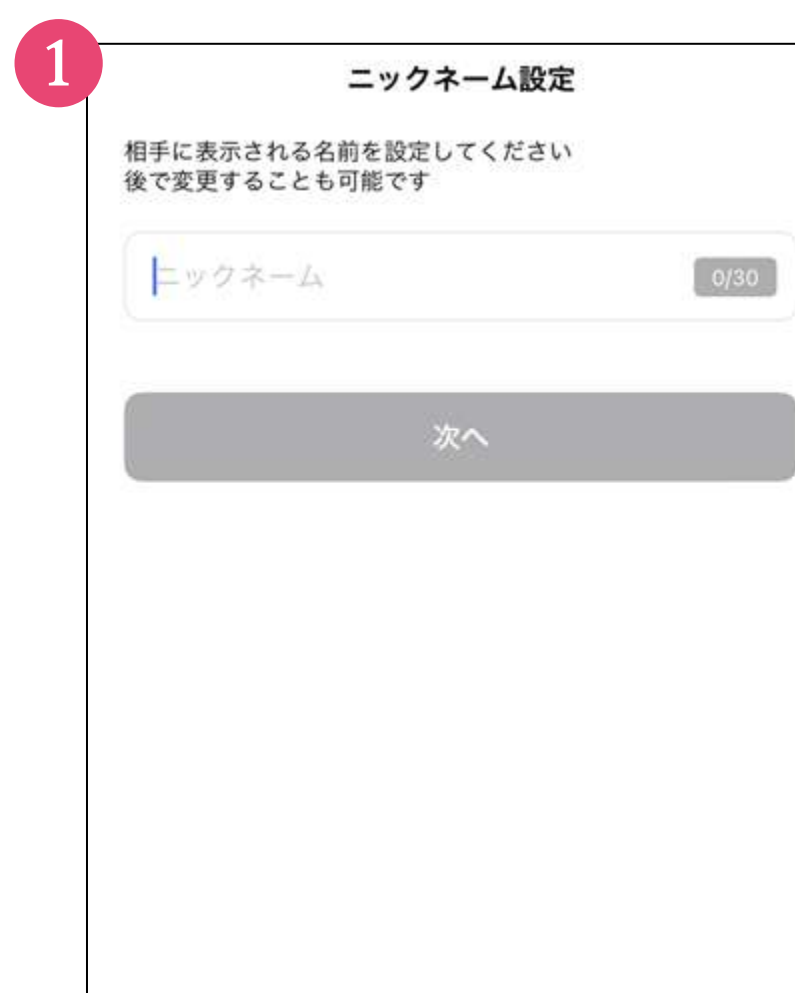 1
ニックネーム設定
相手に表示される名前を設定してください
後で変更することも可能です
ニックネーム
0/30
次へ